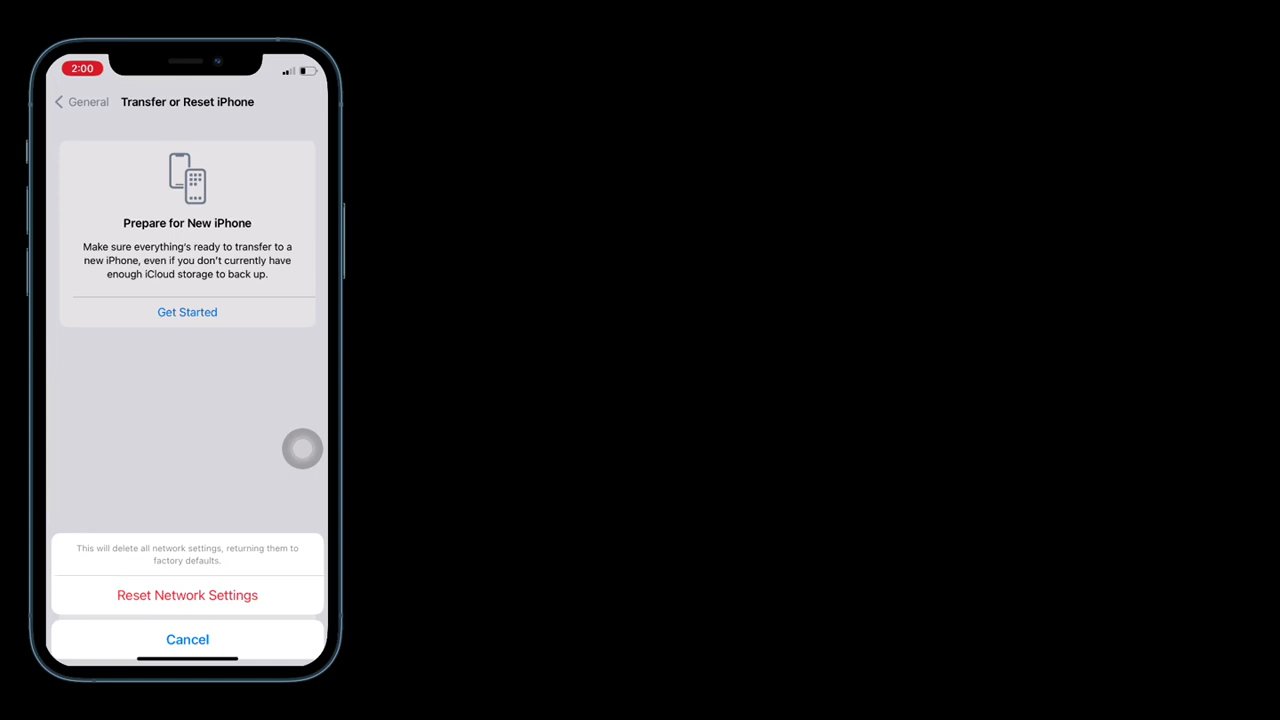 2:00
General
Transfer or Reset iPhone
Prepare for New iPhone
Make sure everything's ready to transfer to a
new iPhone, even if you don't currently have
enough iCloud storage to back up.
Get Started
This will delete all network settings, returning them to
factory defaults.
Reset Network Settings
Cancel